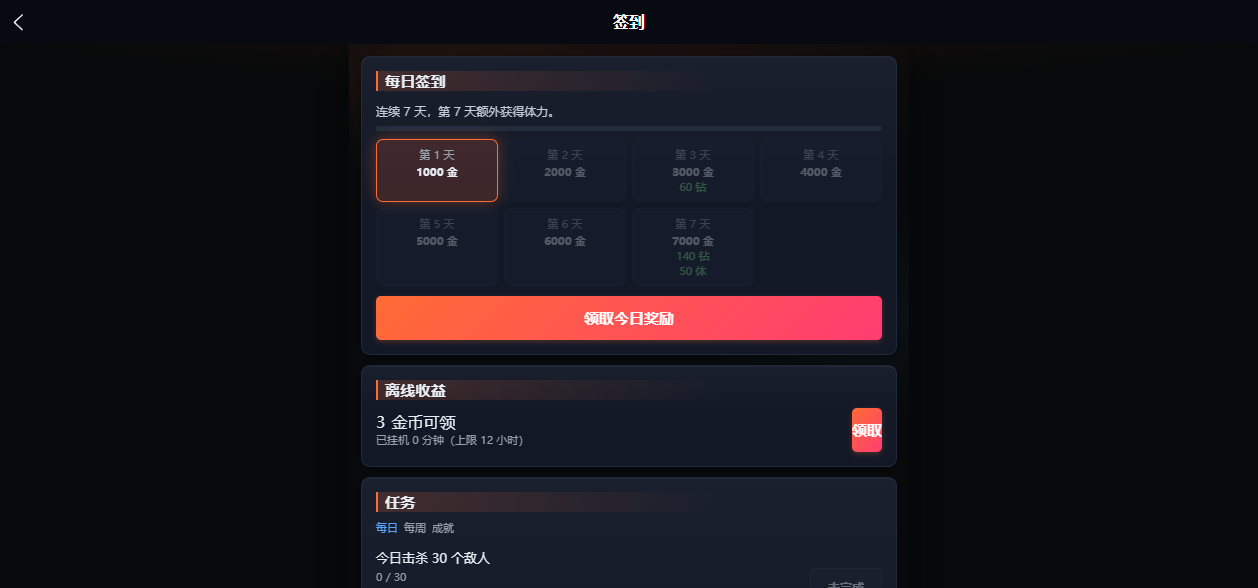 签到
每日签到
连续 7 天，第 7 天额外获得体力。
第 1 天
1000 金
第 2 天
2000 金
第 3 天
3000 金
60 钻
第 4 天
4000 金
第 5 天
5000 金
第 6 天
6000 金
第 7 天
7000 金
140 钻
50 体
领取今日奖励
离线收益
3 金币可领
已挂机 0 分钟（上限 12 小时）
领取
任务
每日 每周 成就
今日击杀 30 个敌人
0 / 30
未完成